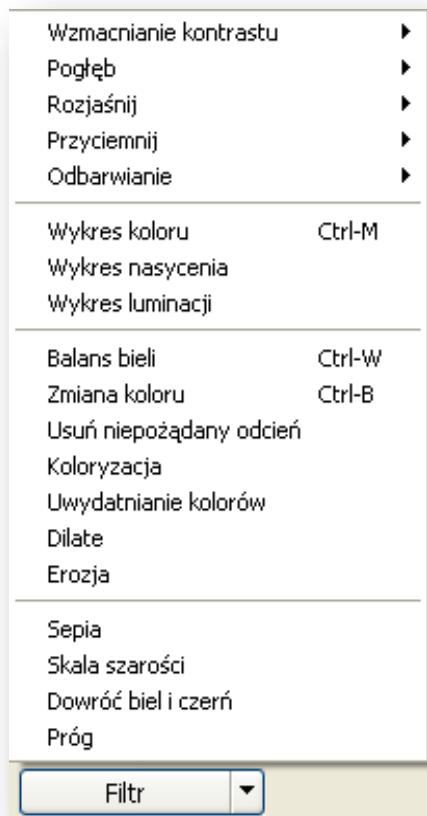 Wzmacnianie kontrastu
Pogłęb
Rozjaśnij
Przyciemnij
Odbarwianie
Wykres koloru Ctrl-M
Wykres nasycenia
Wykres luminacji
Balans bieli Ctrl-W
Zmiana koloru Ctrl-B
Usuń niepożądany odcień
Koloryzacja
Uwydatnianie kolorów
Dilate
Erozja
Sepia
Skala szarości
Dowróć biel i czerń
Próg
Filtr